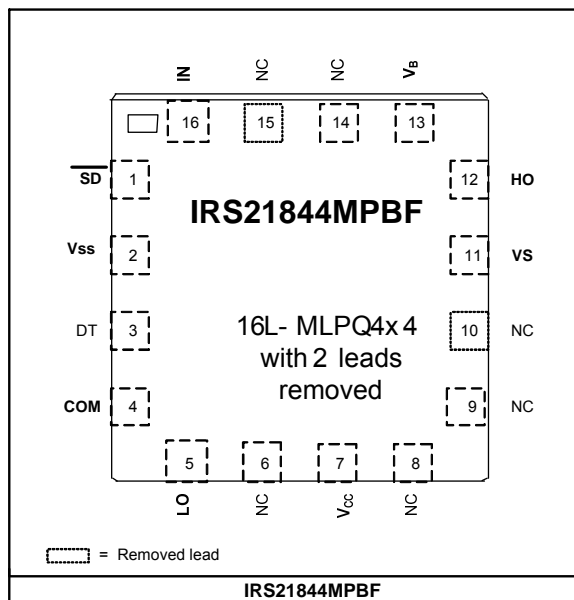 IN NC NC VB
16 15 14 13
SD 1 12 HO
IRS21844MPBF
Vss 2 11 VS
DT 3 10 NC
16L- MLPQ4x 4
with 2 leads
removed
COM 4 9 NC
5 6 7 8
LO NC VCC NC
= Removed lead
IRS21844MPBF